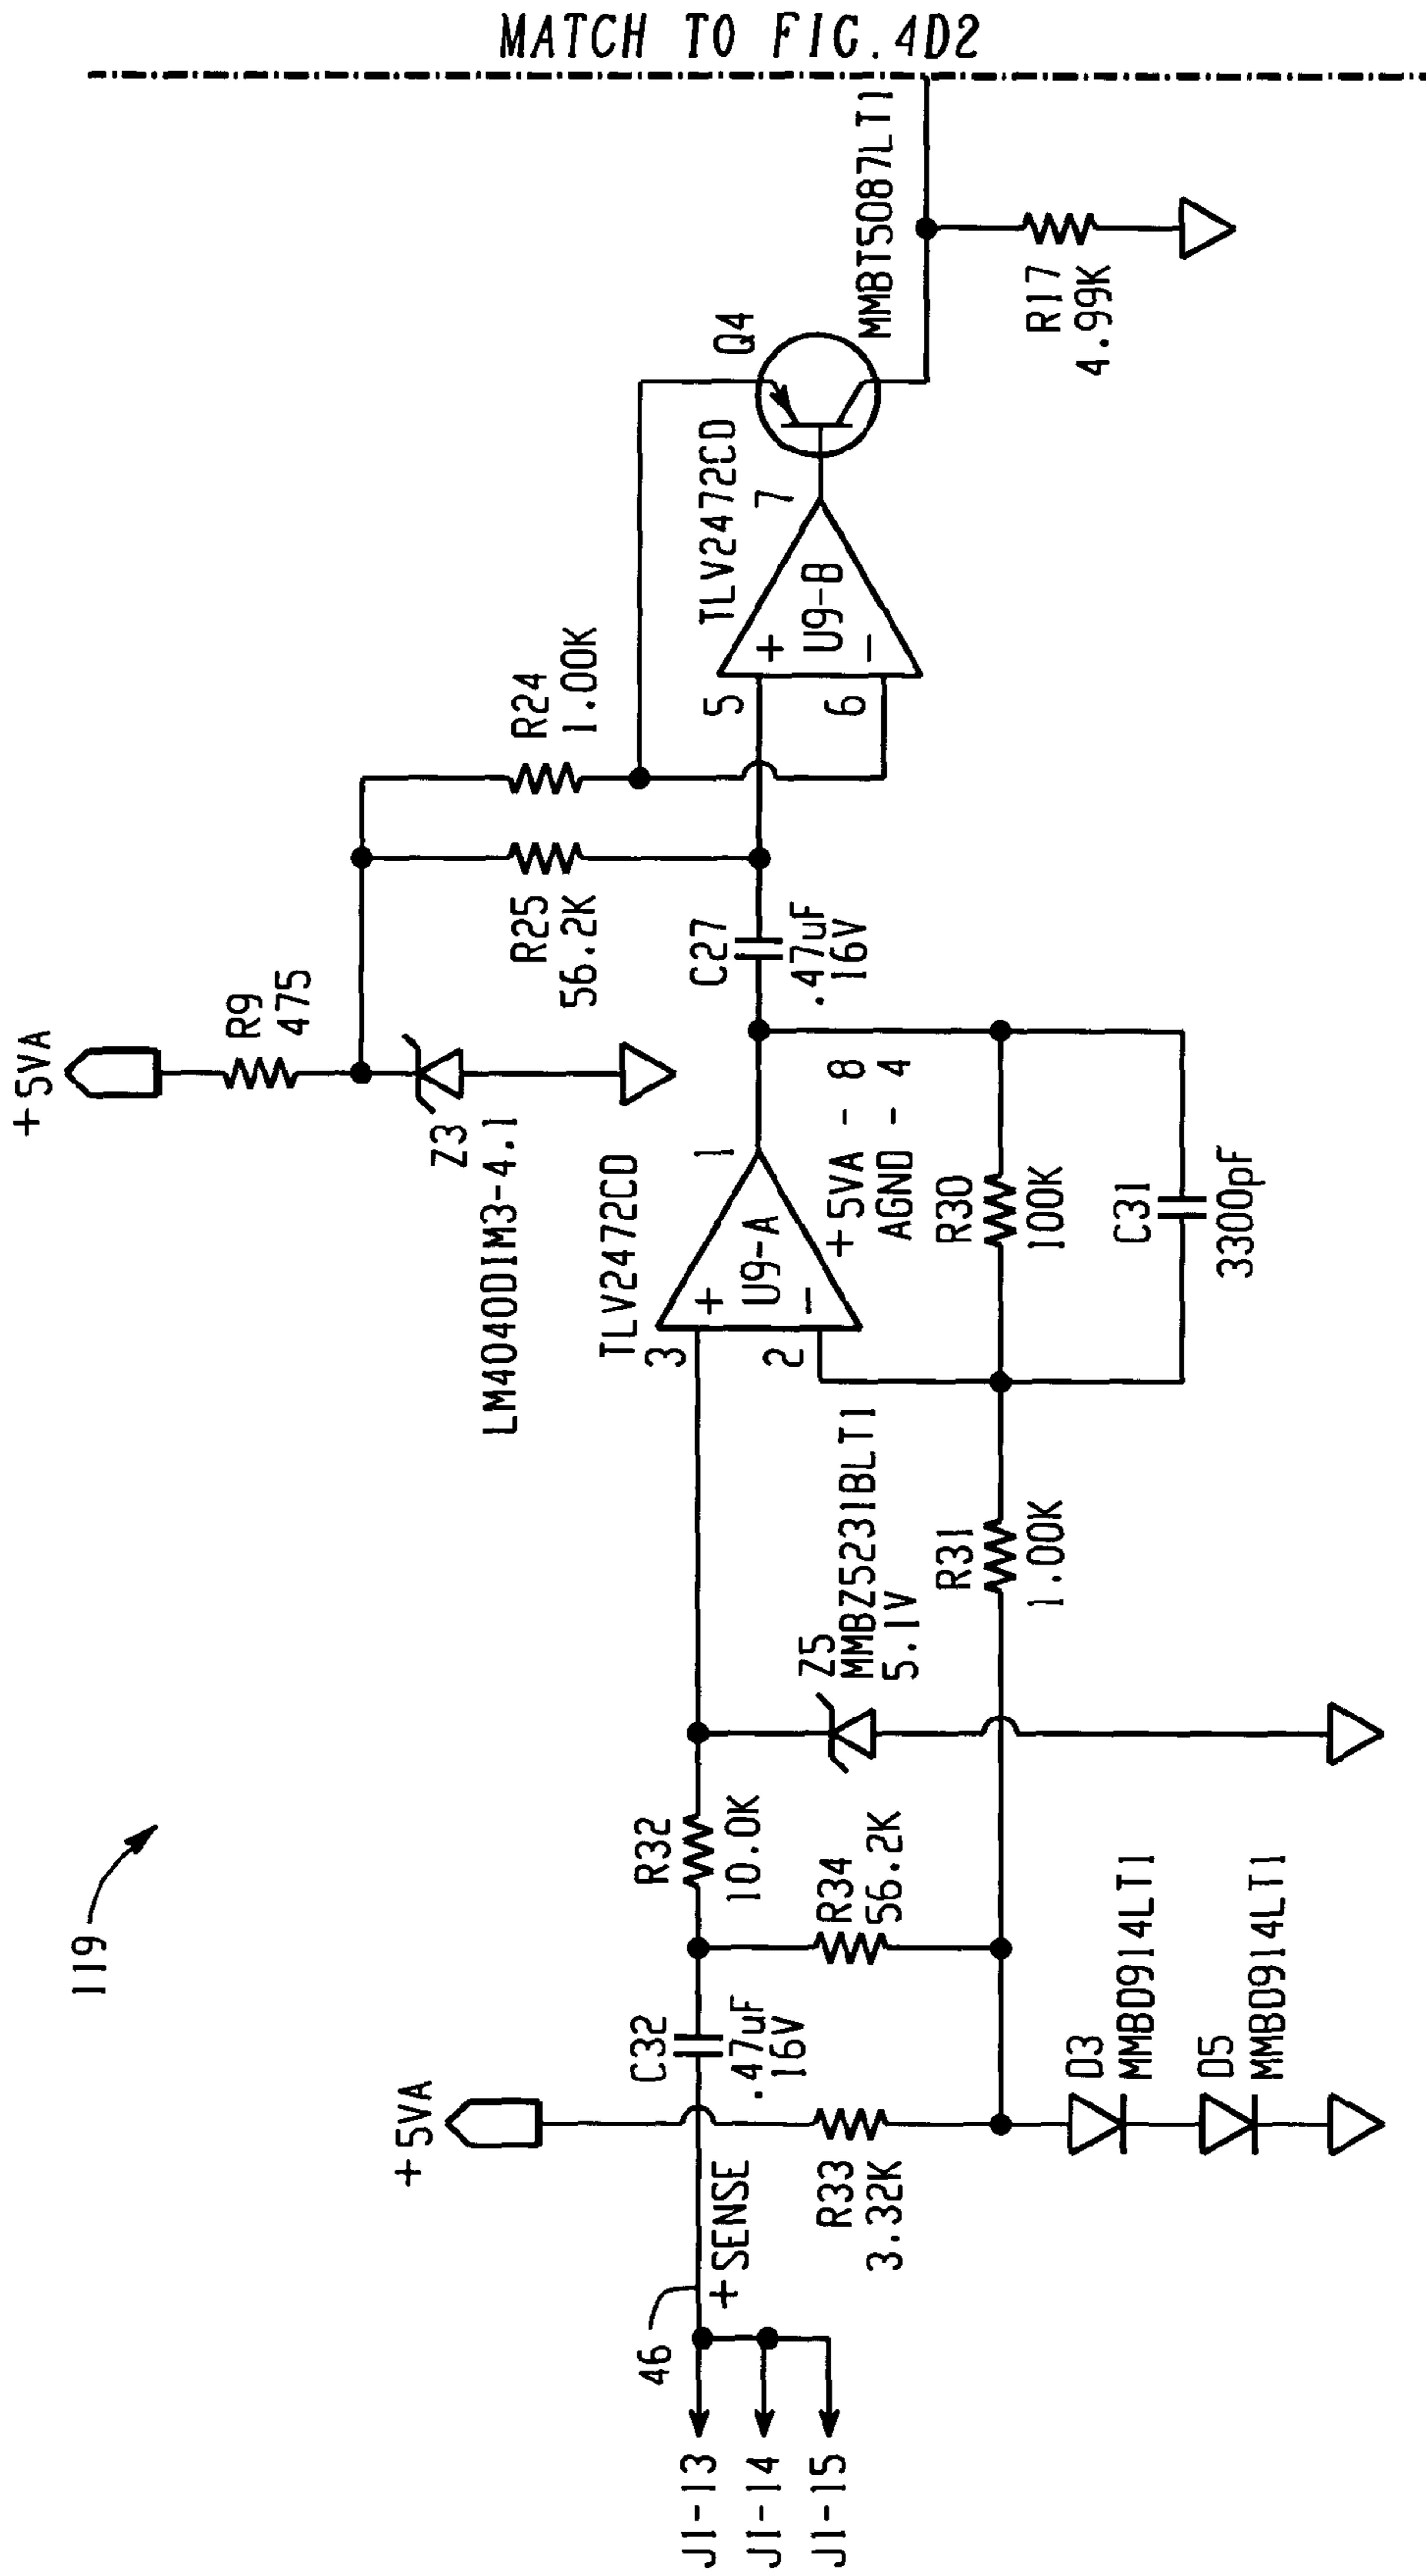 MATCH TO FIG.4D2
119
+5VA
R9
475
Z3
LM4040DIM3-4.1
R25
56.2K
R24
1.00K
Q4
MMBT5087LT1
TLV2472CD
5
6
7
+
U9-B
-
R17
4.99K
C27
.47uF
16V
TLV2472CD
3
2
1
+
U9-A
-
+5VA - 8
AGND - 4
R30
100K
C31
3300pF
R31
1.00K
Z5
MMBZ5231BLT1
5.1V
R32
10.0K
R34
56.2K
C32
.47uF
16V
+5VA
R33
3.32K
D3
MMBD914LT1
D5
MMBD914LT1
46
+SENSE
J1-13
J1-14
J1-15